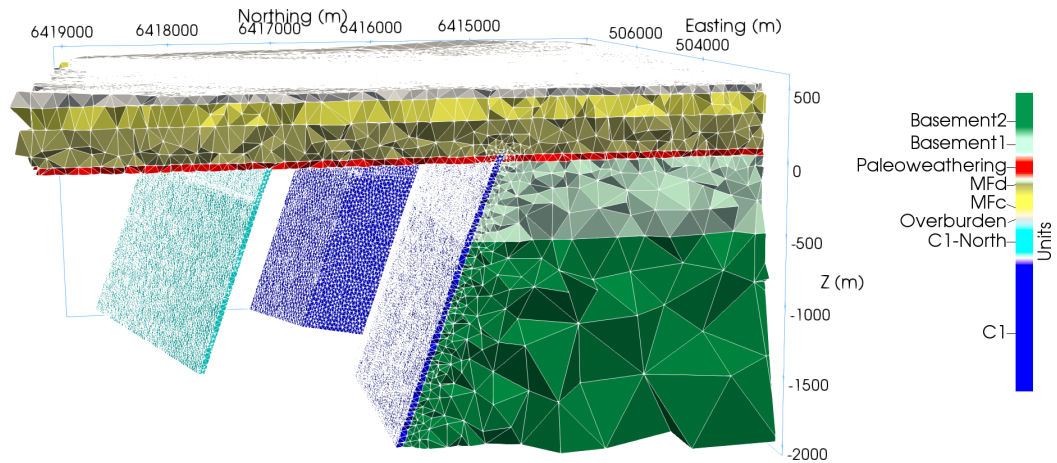 Northing (m)
Easting (m)
6419000
6418000
6417000
6416000
6415000
506000
504000
500
0
-500
Z (m)
-1000
-1500
-2000
Basement2
Basement1
Paleoweathering
MFd
MFc
Overburden
C1-North
C1
Units